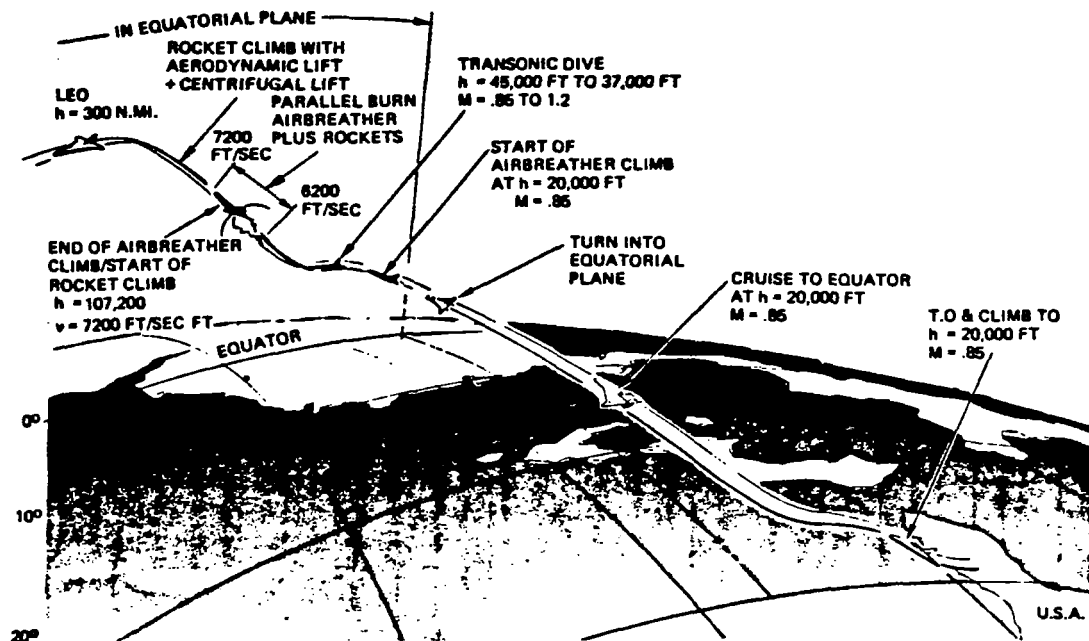 IN EQUATORIAL PLANE
ROCKET CLIMB WITH
AERODYNAMIC LIFT
+ CENTRIFUGAL LIFT
LEO
h = 300 N.MI.
PARALLEL BURN
AIRBREATHER
PLUS ROCKETS
7200
FT/SEC
6200
FT/SEC
TRANSONIC DIVE
h = 45,000 FT TO 37,000 FT
M = .85 TO 1.2
START OF
AIRBREATHER CLIMB
AT h = 20,000 FT
M = .85
END OF AIRBREATHER
CLIMB/START OF
ROCKET CLIMB
h = 107,200
v = 7200 FT/SEC FT
TURN INTO
EQUATORIAL
PLANE
CRUISE TO EQUATOR
AT h = 20,000 FT
M = .85
T.O & CLIMB TO
h = 20,000 FT
M = .85
EQUATOR
0°
10°
20°
U.S.A.